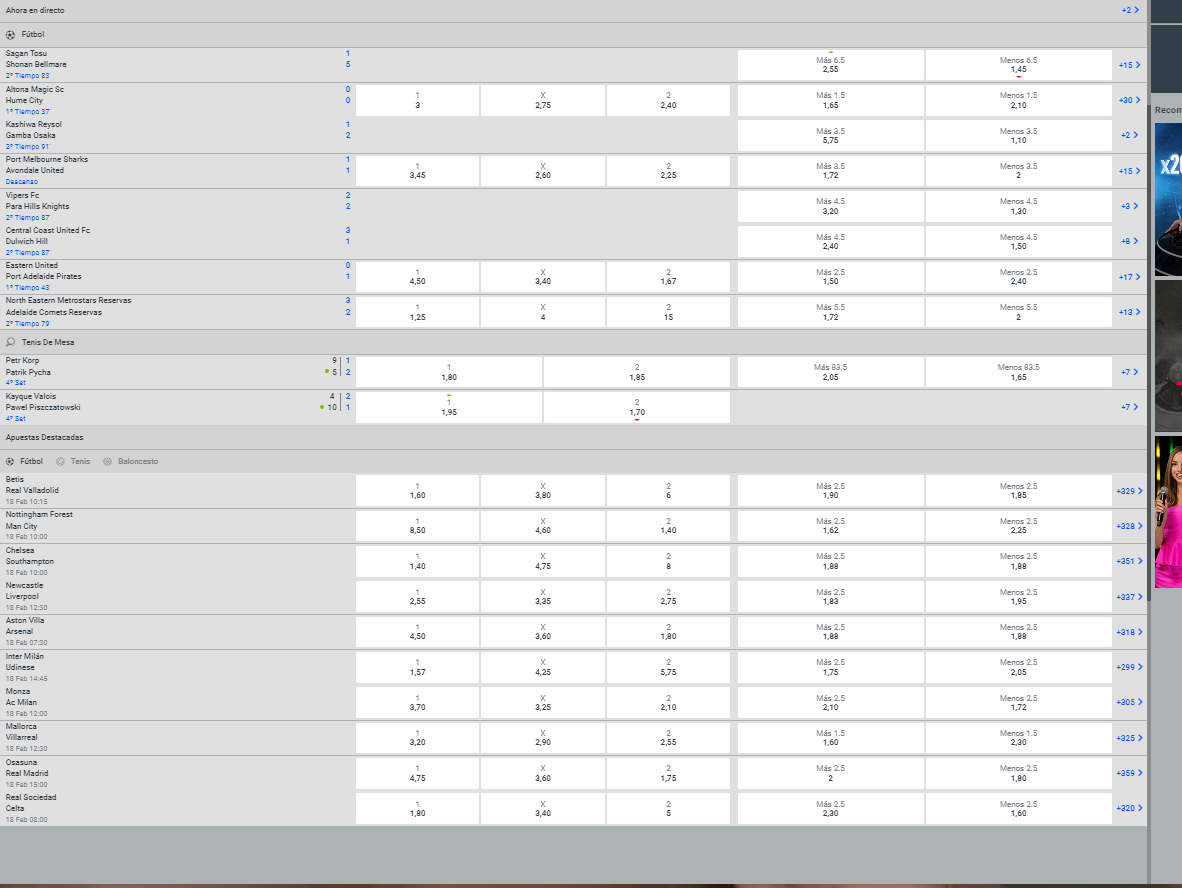 Ahora en directo +2
Fútbol
Sagan Tosu 1
Shonan Bellmare 5
2º Tiempo 83'
Más 6.5 Menos 6.5
2,55 1,45
+15
Altona Magic Sc 0
Hume City 0
1º Tiempo 37'
1 X 2 Más 1.5 Menos 1.5
3 2,75 2,40 1,65 2,10
+30
Kashiwa Reysol 1
Gamba Osaka 2
2º Tiempo 91'
Más 3.5 Menos 3.5
5,75 1,10
+2
Port Melbourne Sharks 1
Avondale United 1
Descanso
1 X 2 Más 3.5 Menos 3.5
3,45 2,60 2,25 1,72 2
+15
Vipers Fc 2
Para Hills Knights 2
2º Tiempo 87'
Más 4.5 Menos 4.5
3,20 1,30
+3
Central Coast United Fc 3
Dulwich Hill 1
2º Tiempo 87'
Más 4.5 Menos 4.5
2,40 1,50
+8
Eastern United 0
Port Adelaide Pirates 1
1º Tiempo 43'
1 X 2 Más 2.5 Menos 2.5
4,50 3,40 1,67 1,50 2,40
+17
North Eastern Metrostars Reservas 3
Adelaide Comets Reservas 2
2º Tiempo 79'
1 X 2 Más 5.5 Menos 5.5
1,25 4 15 1,72 2
+13
Tenis De Mesa
Petr Korp 9 1
Patrik Pycha 5 2
4º Set
1 2 Más 83.5 Menos 83.5
1,80 1,85 2,05 1,65
+7
Kayque Valois 4 2
Pawel Piszczatowski 10 1
4º Set
1 2
1,95 1,70
+7
Apuestas Destacadas
Fútbol Tenis Baloncesto
Betis
Real Valladolid
18 Feb 10:15
1 X 2 Más 2.5 Menos 2.5
1,60 3,80 6 1,90 1,85
+329
Nottingham Forest
Man City
18 Feb 10:00
1 X 2 Más 2.5 Menos 2.5
8,50 4,60 1,40 1,62 2,25
+328
Chelsea
Southampton
18 Feb 10:00
1 X 2 Más 2.5 Menos 2.5
1,40 4,75 8 1,88 1,88
+351
Newcastle
Liverpool
18 Feb 12:30
1 X 2 Más 2.5 Menos 2.5
2,55 3,35 2,75 1,83 1,95
+337
Aston Villa
Arsenal
18 Feb 07:30
1 X 2 Más 2.5 Menos 2.5
4,50 3,60 1,80 1,88 1,88
+318
Inter Milán
Udinese
18 Feb 14:45
1 X 2 Más 2.5 Menos 2.5
1,57 4,25 5,75 1,75 2,05
+299
Monza
Ac Milan
18 Feb 12:00
1 X 2 Más 2.5 Menos 2.5
3,70 3,25 2,10 2,10 1,72
+305
Mallorca
Villarreal
18 Feb 12:30
1 X 2 Más 1.5 Menos 1.5
3,20 2,90 2,55 1,60 2,30
+325
Osasuna
Real Madrid
18 Feb 15:00
1 X 2 Más 2.5 Menos 2.5
4,75 3,60 1,75 2 1,80
+359
Real Sociedad
Celta
18 Feb 08:00
1 X 2 Más 2.5 Menos 2.5
1,80 3,40 5 2,30 1,60
+320
Recom
x20